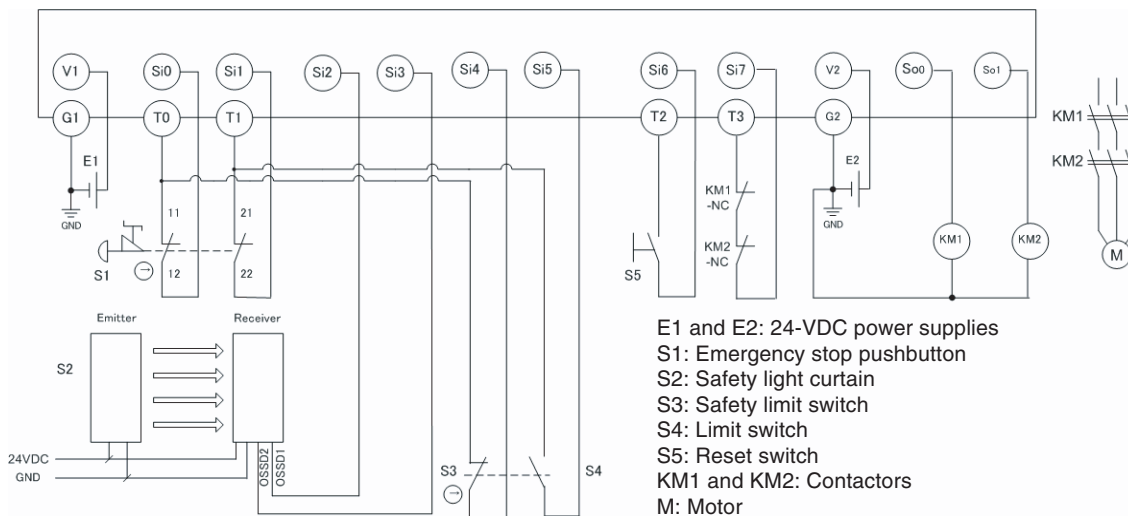 V1 Si0 Si1 Si2 Si3 Si4 Si5 Si6 Si7 V2 So0 So1
G1 T0 T1 T2 T3 G2
KM1
KM2
M
E1
GND
11 21
12 22
S1
KM1
-NC
KM2
-NC
S5
E2
GND
KM1 KM2
Emitter Receiver
S2
24VDC
GND
OSSD2
OSSD1
S3
S4
E1 and E2: 24-VDC power supplies
S1: Emergency stop pushbutton
S2: Safety light curtain
S3: Safety limit switch
S4: Limit switch
S5: Reset switch
KM1 and KM2: Contactors
M: Motor